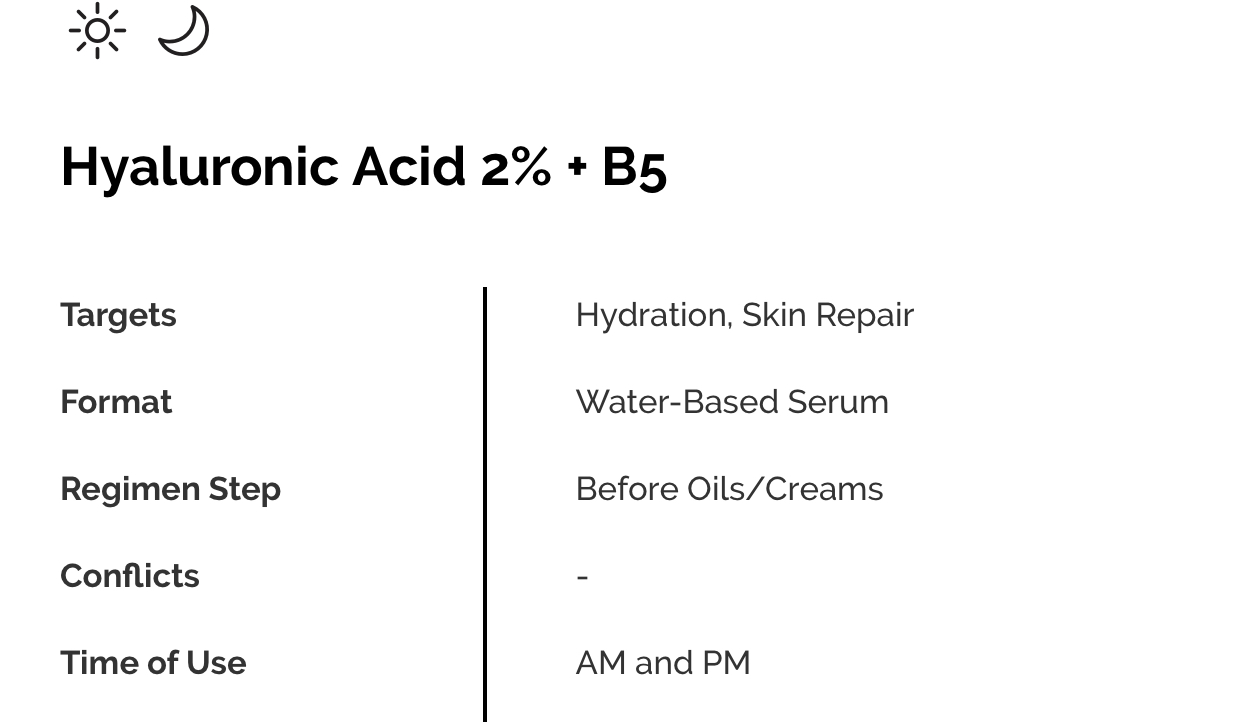 Hyaluronic Acid 2% + B5
Targets Hydration, Skin Repair
Format Water-Based Serum
Regimen Step Before Oils/Creams
Conflicts -
Time of Use AM and PM